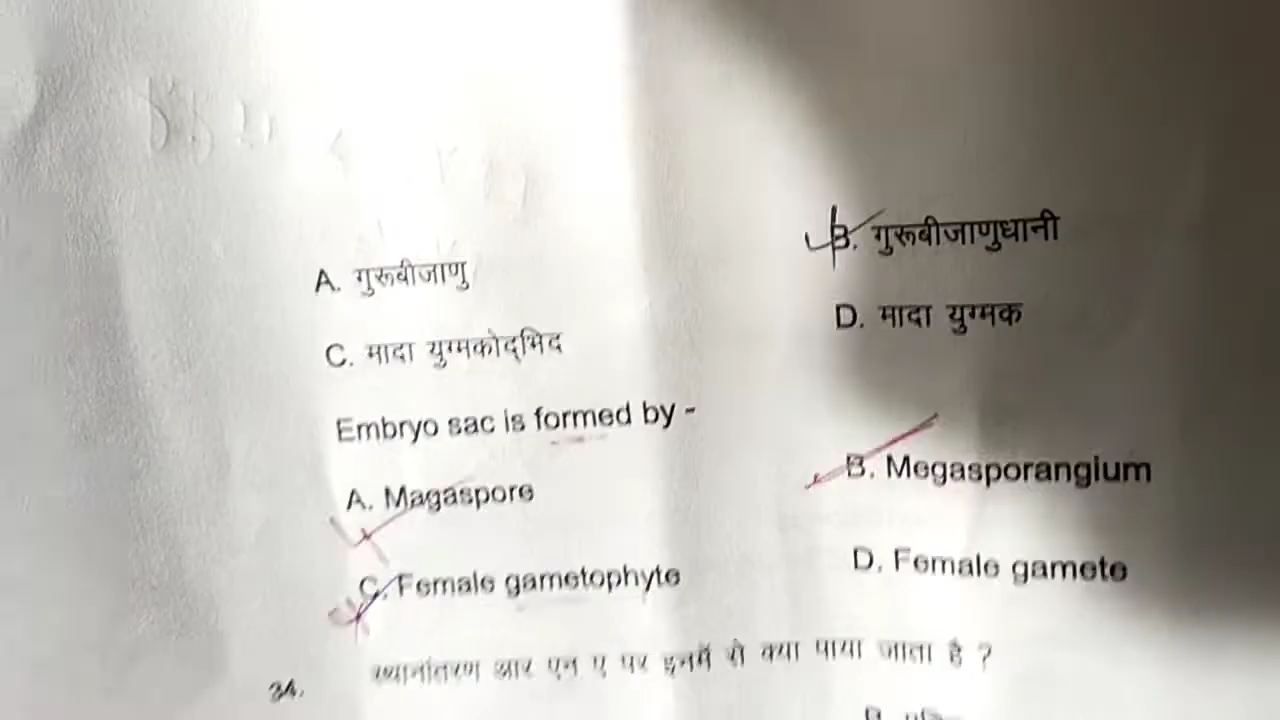 A. गुरूबीजाणु B. गुरूबीजाणुधानी
C. मादा युग्मकोद्भिद D. मादा युग्मक
Embryo sac is formed by -
A. Magaspore B. Megasporangium
C. Female gametophyte D. Female gamete
34. स्थानांतरण आर एन ए पर इनमें से क्या पाया जाता है ?
B.